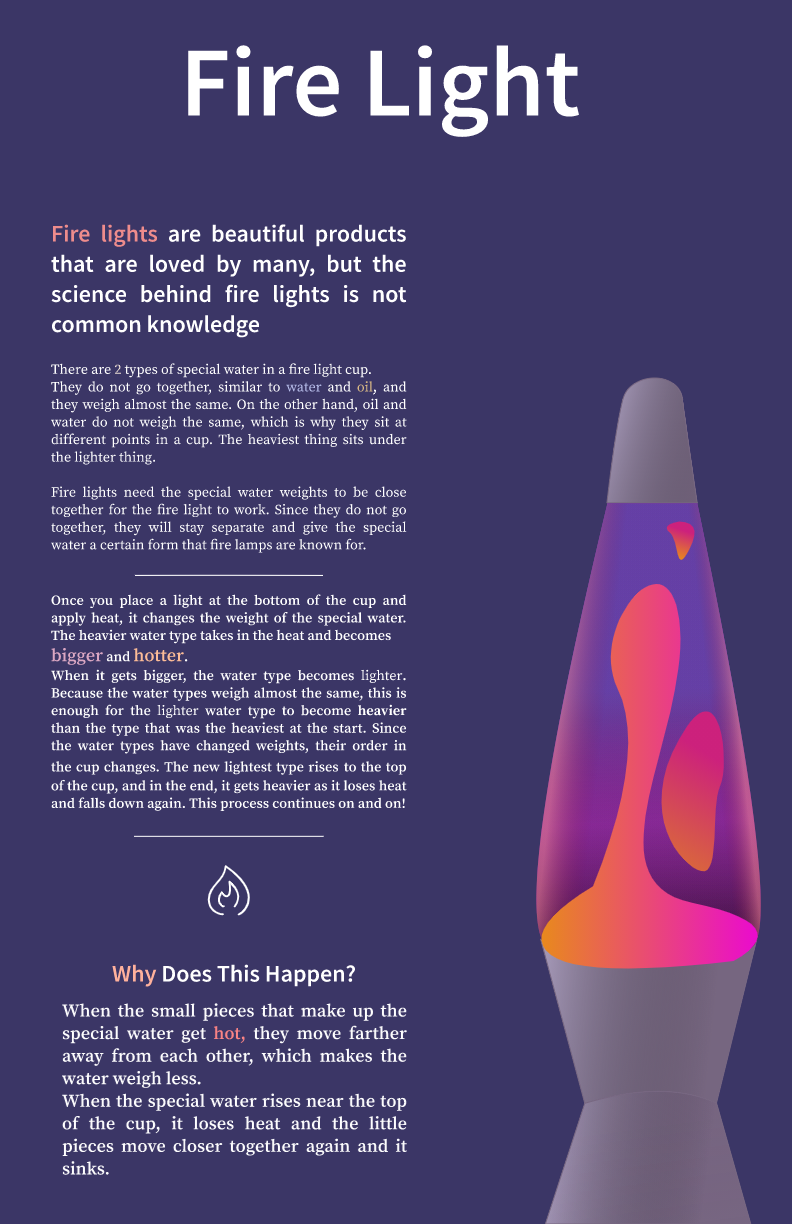 Fire Light
Fire lights are beautiful products
that are loved by many, but the
science behind fire lights is not
common knowledge
There are 2 types of special water in a fire light cup.
They do not go together, similar to water and oil, and
they weigh almost the same. On the other hand, oil and
water do not weigh the same, which is why they sit at
different points in a cup. The heaviest thing sits under
the lighter thing.
Fire lights need the special water weights to be close
together for the fire light to work. Since they do not go
together, they will stay separate and give the special
water a certain form that fire lamps are known for.
Once you place a light at the bottom of the cup and
apply heat, it changes the weight of the special water.
The heavier water type takes in the heat and becomes
bigger and hotter.
When it gets bigger, the water type becomes lighter.
Because the water types weigh almost the same, this is
enough for the lighter water type to become heavier
than the type that was the heaviest at the start. Since
the water types have changed weights, their order in
the cup changes. The new lightest type rises to the top
of the cup, and in the end, it gets heavier as it loses heat
and falls down again. This process continues on and on!
Why Does This Happen?
When the small pieces that make up the
special water get hot, they move farther
away from each other, which makes the
water weigh less.
When the special water rises near the top
of the cup, it loses heat and the little
pieces move closer together again and it
sinks.